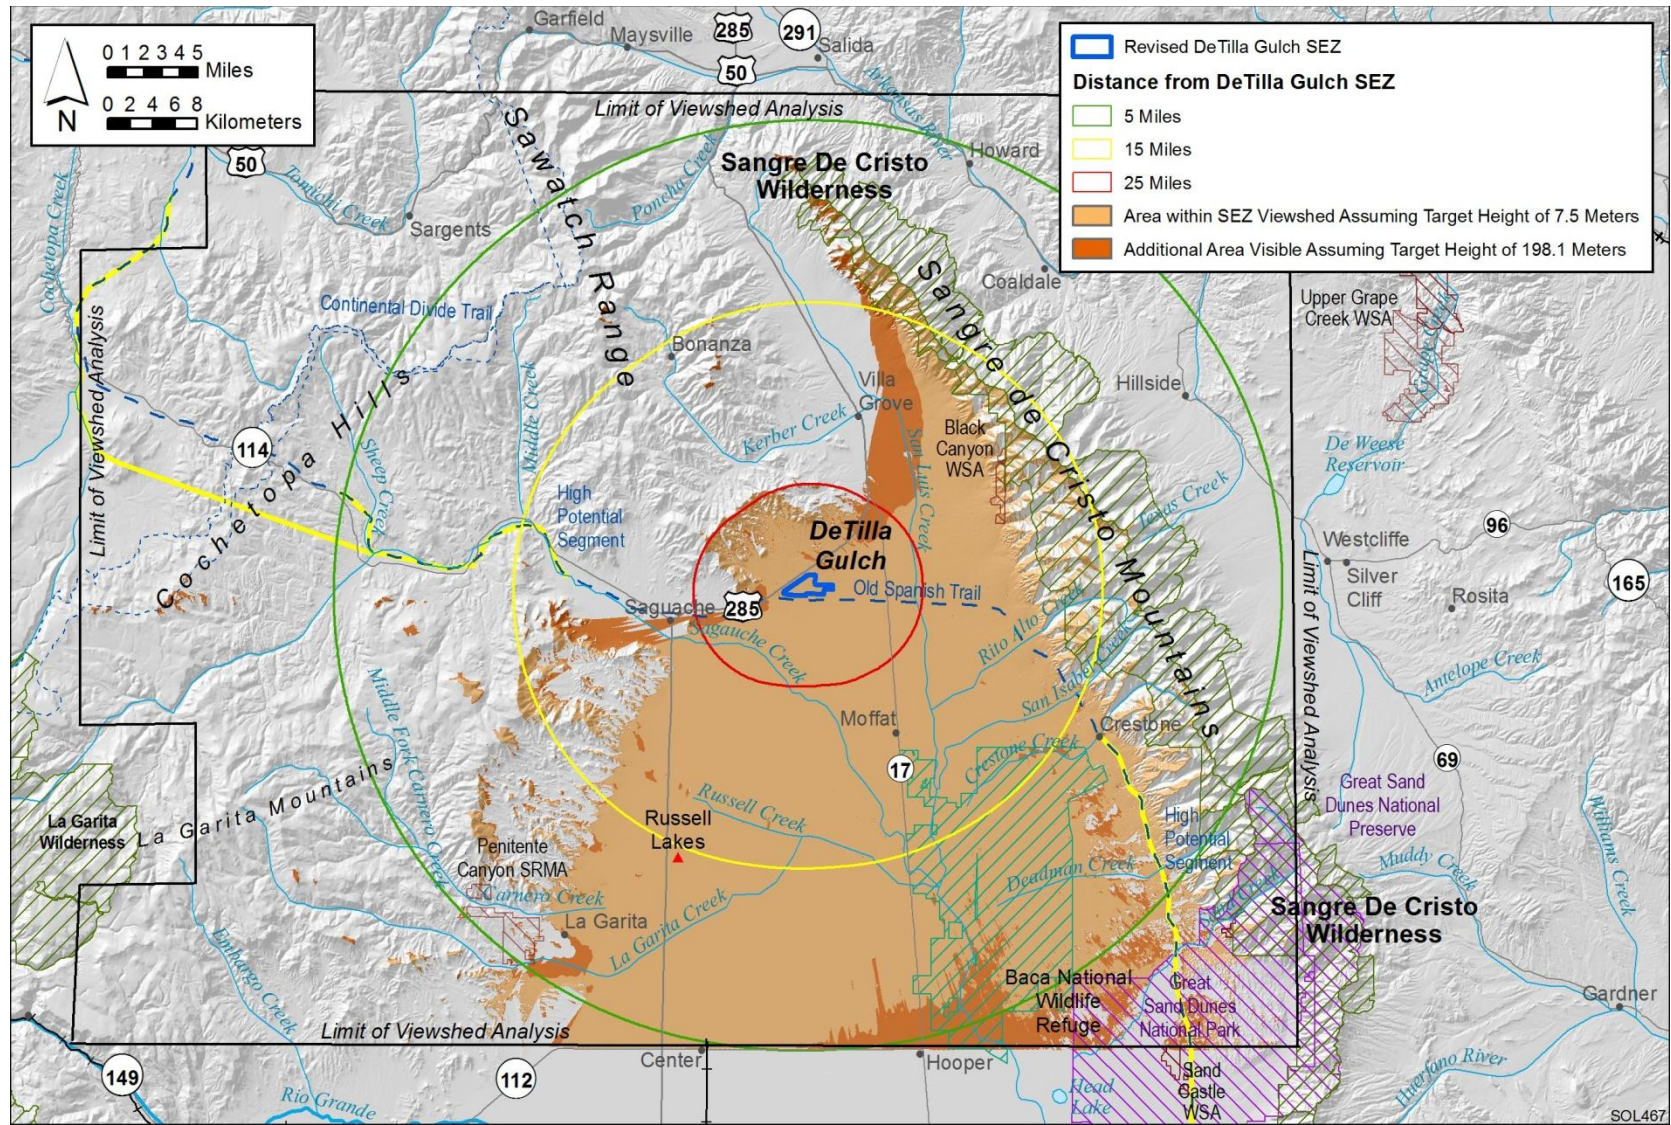 0 1 2 3 4 5
Miles
0 2 4 6 8
Kilometers
N
Garfield
Maysville
285
291
Salida
50
Revised DeTilla Gulch SEZ
Distance from DeTilla Gulch SEZ
5 Miles
15 Miles
25 Miles
Area within SEZ Viewshed Assuming Target Height of 7.5 Meters
Additional Area Visible Assuming Target Height of 198.1 Meters
Limit of Viewshed Analysis
Arkansas River
50
Tomichi Creek
Sargents
Poncha Creek
Sangre De Cristo
Wilderness
Howard
Cochetopa Creek
Sawatch Range
Coaldale
Continental Divide Trail
Upper Grape
Creek WSA
Grape Creek
Limit of Viewshed Analysis
Bonanza
Middle Creek
Villa
Grove
Hillside
Kerber Creek
Sangre de Cristo Mountains
Black
Canyon
WSA
San Luis Creek
De Weese
Reservoir
114
Cochetopa Hills
Sheep Creek
High
Potential
Segment
DeTilla
Gulch
Texas Creek
96
Westcliffe
Silver
Cliff
165
Rosita
Old Spanish Trail
Saguache
285
Sagauche Creek
Rito Alto Creek
San Isabel Creek
Limit of Viewshed Analysis
Antelope Creek
Middle Fork Carnero Creek
Moffat
Crestone
Crestone Creek
17
69
La Garita Mountains
La Garita
Wilderness
Great Sand
Dunes National
Preserve
Russell Creek
Russell
Lakes
Penitente
Canyon SRMA
High
Potential
Segment
Williams Creek
Muddy Creek
Deadman Creek
Carnero Creek
La Garita
La Garita Creek
Sangre De Cristo
Wilderness
Embargo Creek
Baca National
Wildlife
Refuge
Great
Sand Dunes
National Park
Gardner
Limit of Viewshed Analysis
Center
Hooper
149
112
Rio Grande
Head
Lake
Sand
Castle
WSA
Huerfano River
SOL467